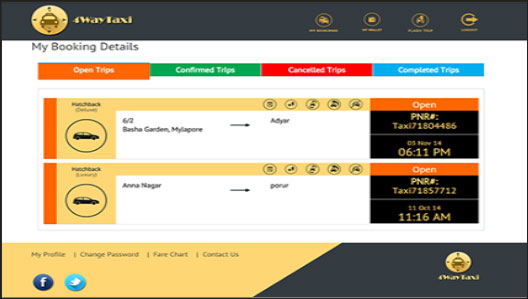 4WayTaxi
MY BOOKINGS MY WALLET PLANN TRIP LOGOUT
My Booking Details
Open Trips Confirmed Trips Cancelled Trips Completed Trips
Hatchback
(Deluxe)
6/2
Basha Garden, Mylapore
Adyar
Open
PNR#:
Taxi71804486
03 Nov 14
06:11 PM
Hatchback
(Luxury)
Anna Nagar
porur
Open
PNR#:
Taxi71857712
11 Oct 14
11:16 AM
My Profile | Change Password | Fare Chart | Contact Us
4WayTaxi